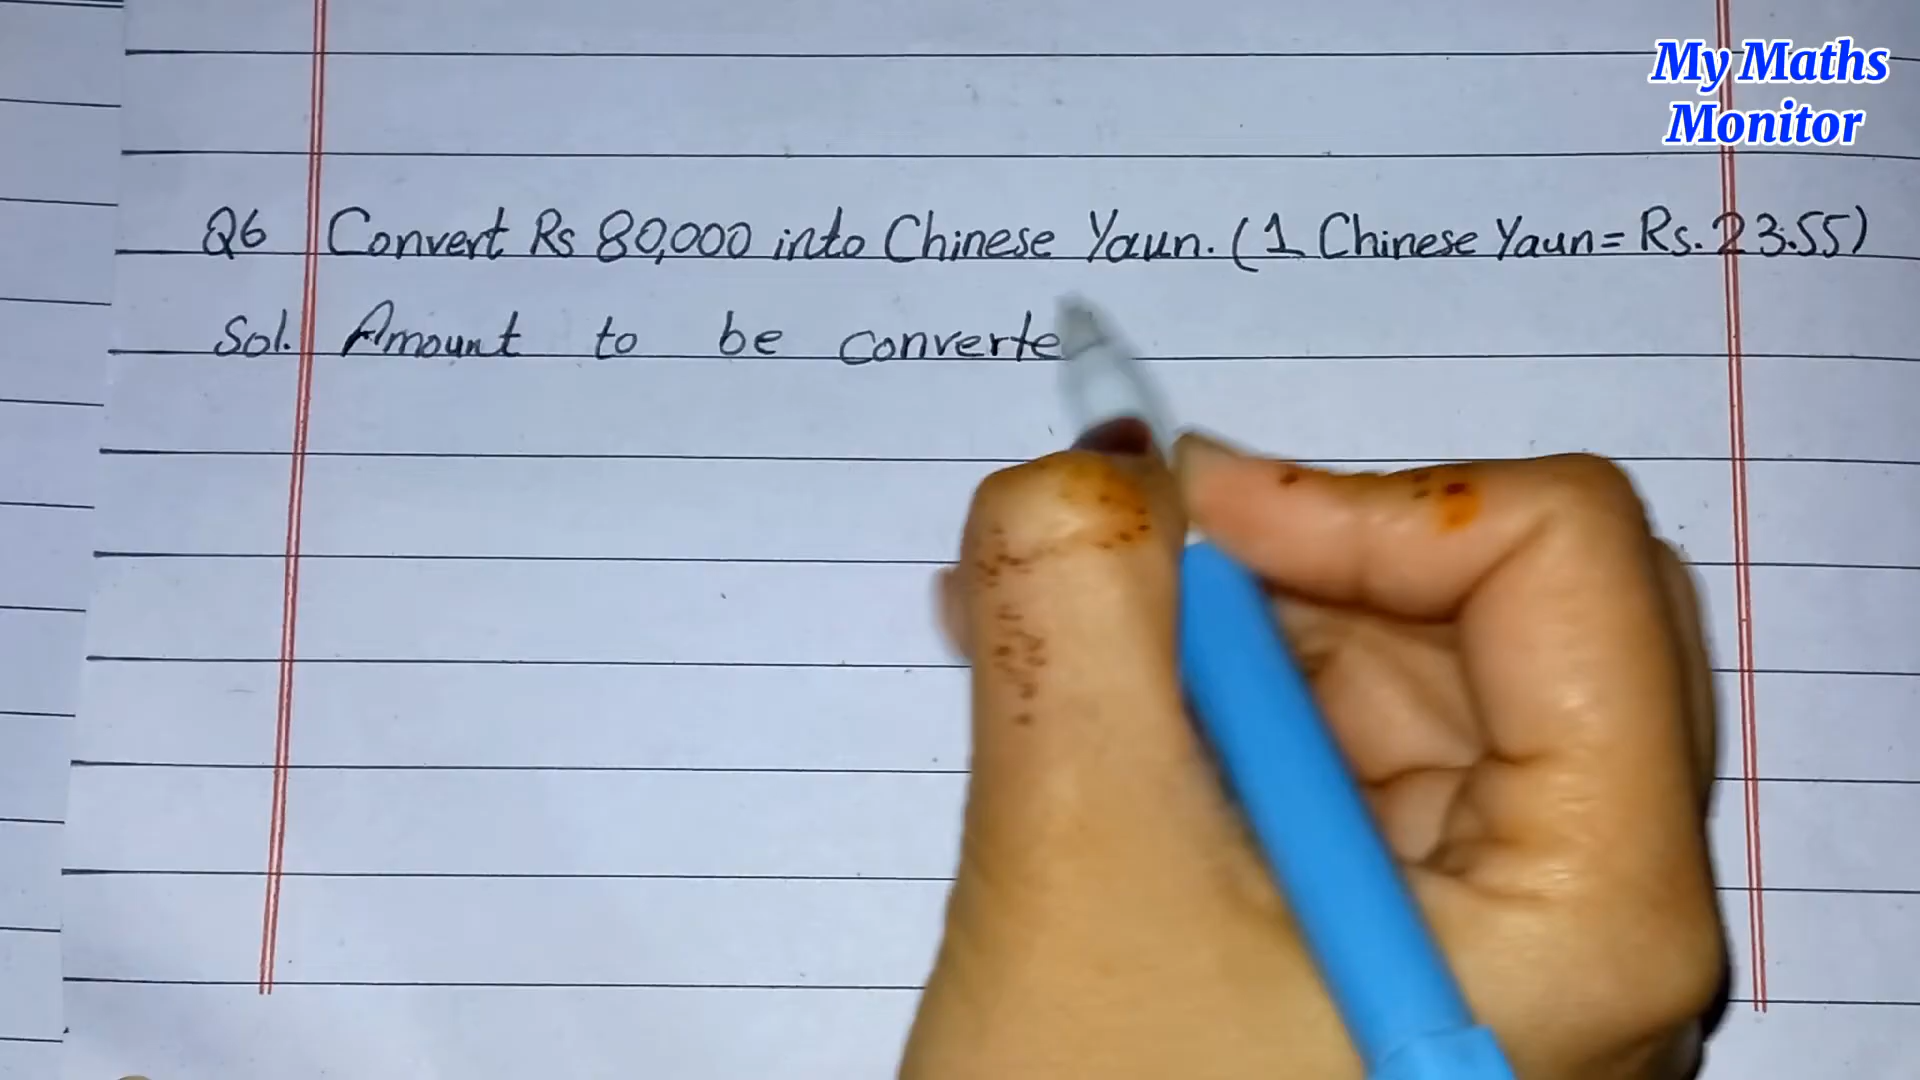 My Maths
Monitor
Q6 Convert Rs 80,000 into Chinese Yaun. (1 Chinese Yaun = Rs. 23.55)
Sol. Amount to be converte